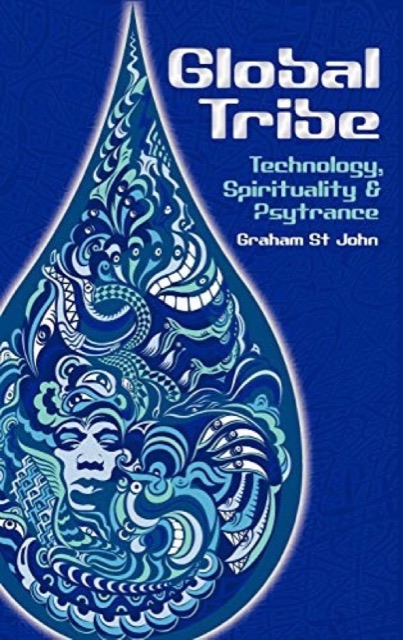 Global
Tribe
Technology,
Spirituality &
Psytrance
Graham St John